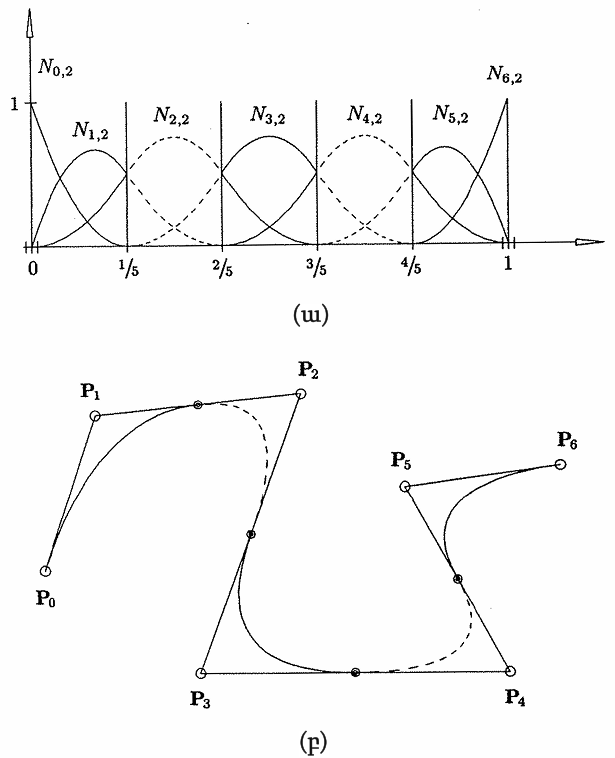 N0,2
N6,2
1
N1,2
N2,2
N3,2
N4,2
N5,2
0
1/5
2/5
3/5
4/5
1
(ա)
P2
P1
P6
P5
P0
P3
P4
(բ)